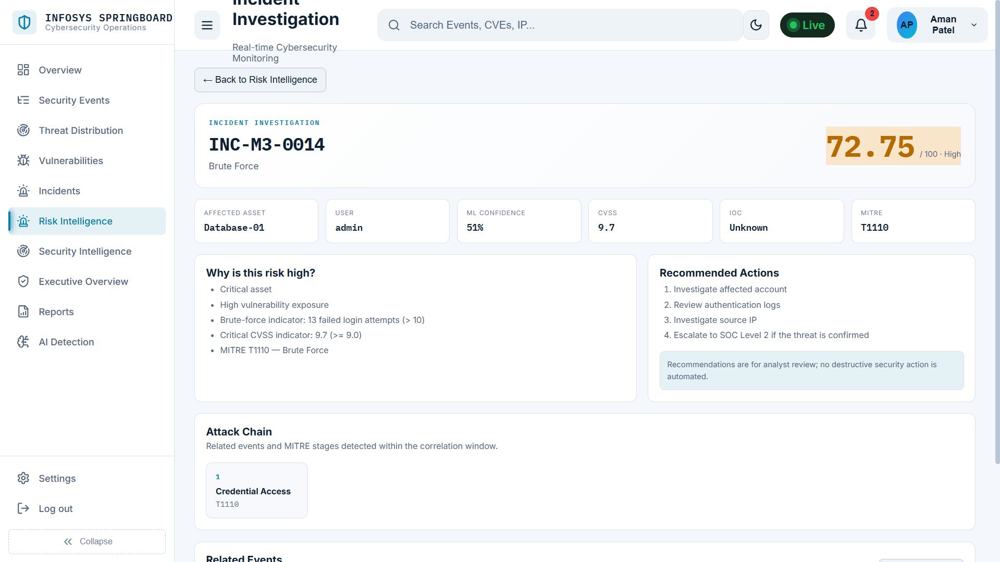 INFOSYS SPRINGBOARD
Cybersecurity Operations
Overview
Security Events
Threat Distribution
Vulnerabilities
Incidents
Risk Intelligence
Security Intelligence
Executive Overview
Reports
AI Detection
Settings
Log out
Collapse
Incident
Investigation
Real-time Cybersecurity
Monitoring
Search Events, CVEs, IP...
Live
2
AP
Aman
Patel
← Back to Risk Intelligence
INCIDENT INVESTIGATION
INC-M3-0014
Brute Force
72.75 / 100 · High
AFFECTED ASSET
Database-01
USER
admin
ML CONFIDENCE
51%
CVSS
9.7
IOC
Unknown
MITRE
T1110
Why is this risk high?
• Critical asset
• High vulnerability exposure
• Brute-force indicator: 13 failed login attempts (> 10)
• Critical CVSS indicator: 9.7 (>= 9.0)
• MITRE T1110 — Brute Force
Recommended Actions
1. Investigate affected account
2. Review authentication logs
3. Investigate source IP
4. Escalate to SOC Level 2 if the threat is confirmed
Recommendations are for analyst review; no destructive security action is
automated.
Attack Chain
Related events and MITRE stages detected within the correlation window.
1
Credential Access
T1110
Related Events